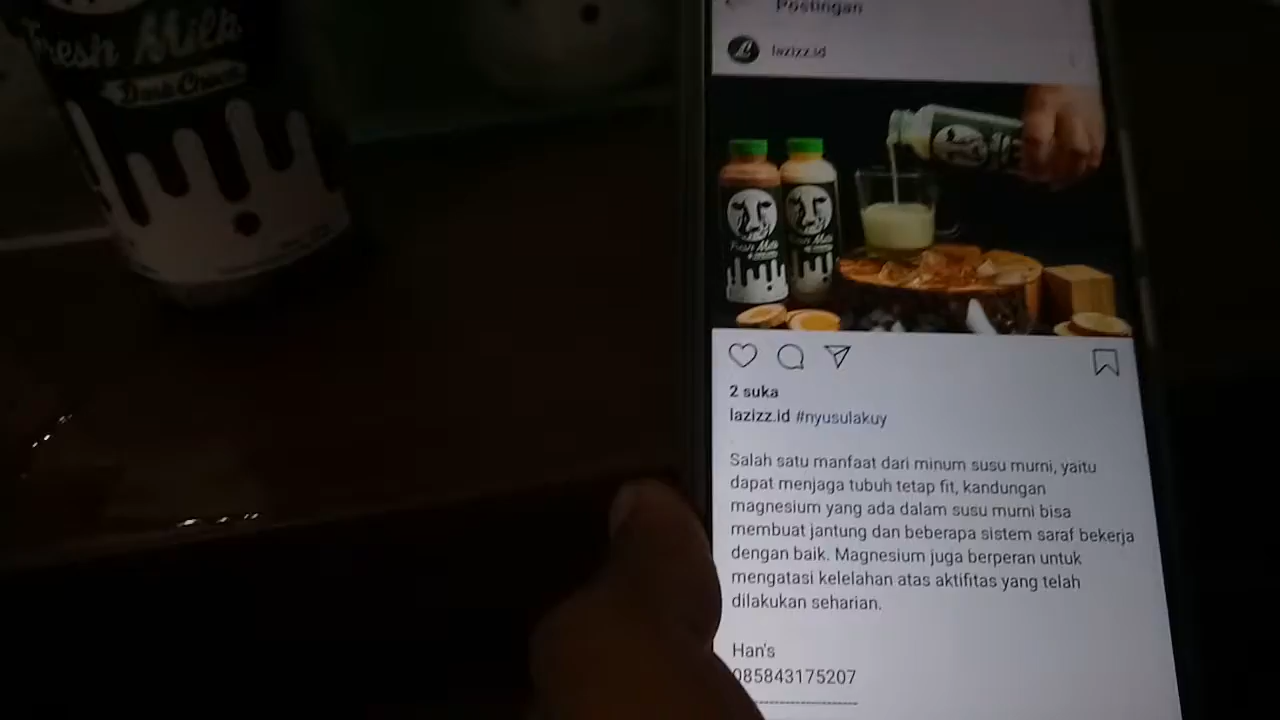 Fresh Milk
Postingan
lazizz.id
Fresh Milk
2 suka
lazizz.id #nyusulakuy
Salah satu manfaat dari minum susu murni, yaitu
dapat menjaga tubuh tetap fit, kandungan
magnesium yang ada dalam susu murni bisa
membuat jantung dan beberapa sistem saraf bekerja
dengan baik. Magnesium juga berperan untuk
mengatasi kelelahan atas aktifitas yang telah
dilakukan seharian.
Han's
085843175207